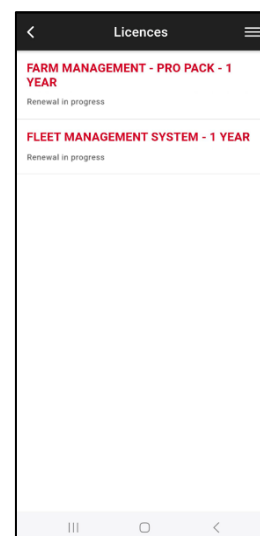 Licences
FARM MANAGEMENT - PRO PACK - 1
YEAR
Renewal in progress
FLEET MANAGEMENT SYSTEM - 1 YEAR
Renewal in progress